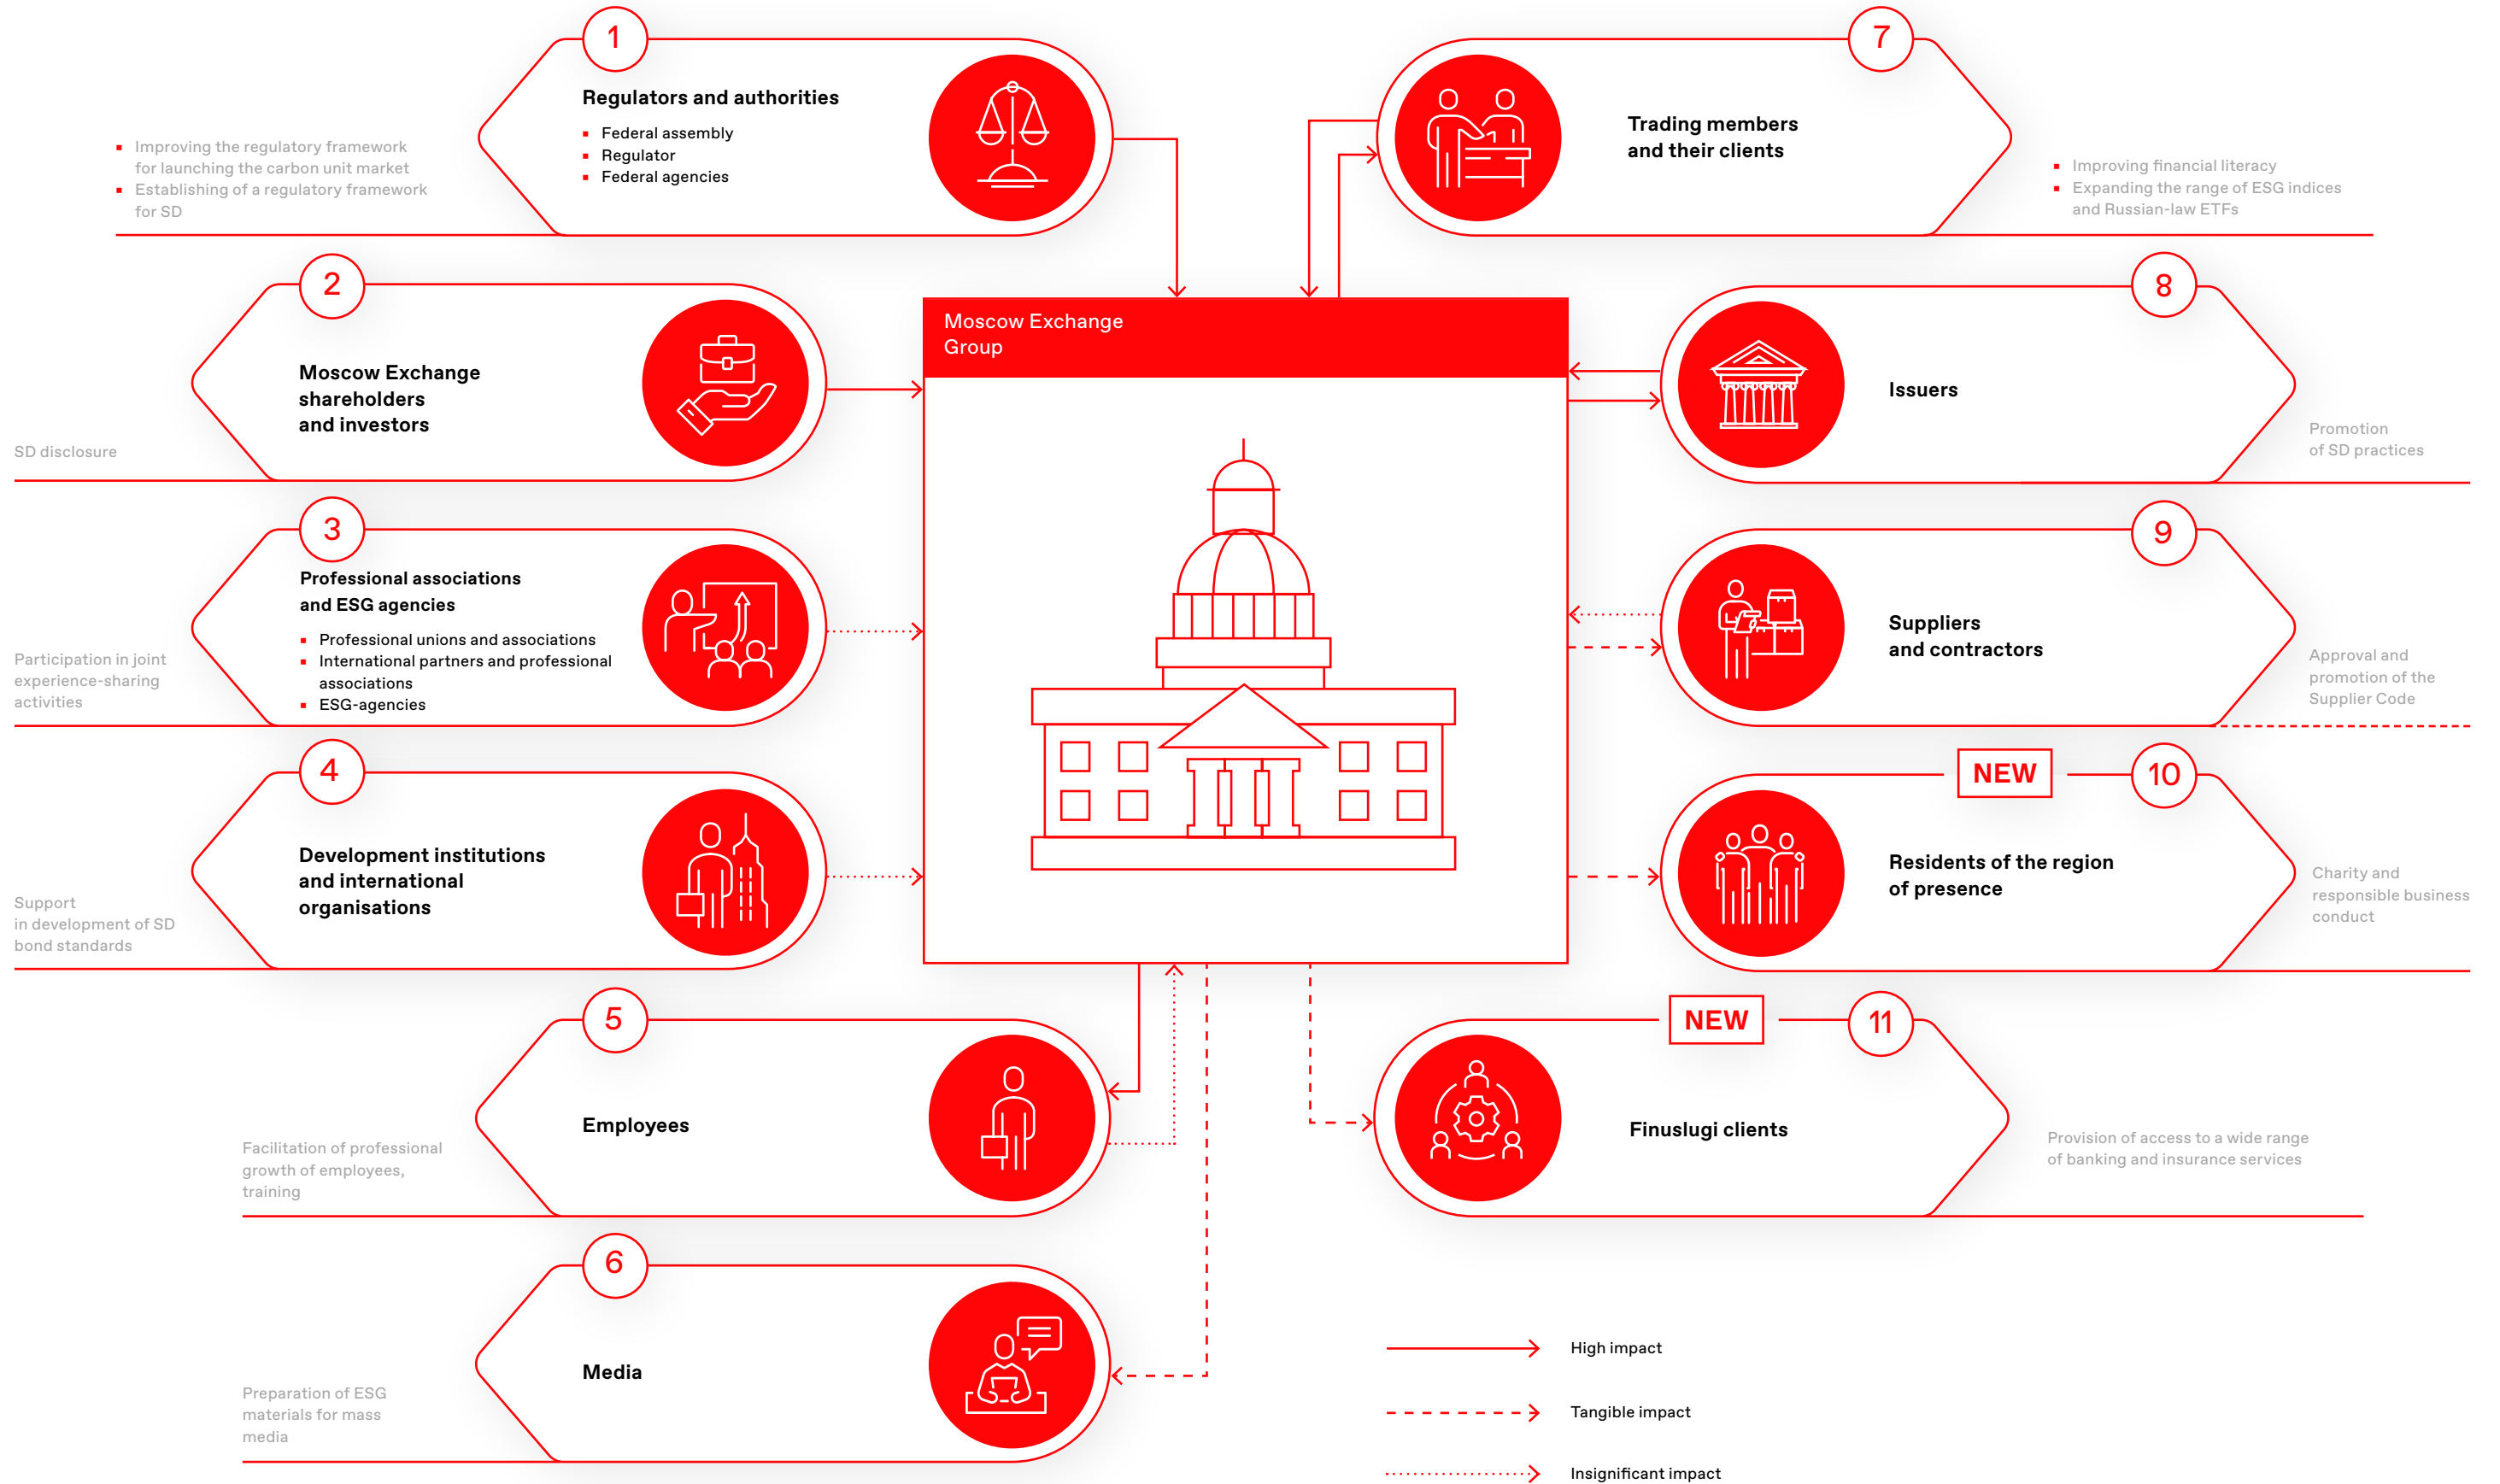 1
Regulators and authorities
Federal assembly
Regulator
Federal agencies
Improving the regulatory framework
for launching the carbon unit market
Establishing of a regulatory framework
for SD
2
Moscow Exchange
shareholders
and investors
SD disclosure
3
Professional associations
and ESG agencies
Professional unions and associations
International partners and professional
associations
ESG-agencies
Participation in joint
experience-sharing
activities
4
Development institutions
and international
organisations
Support
in development of SD
bond standards
5
Employees
Facilitation of professional
growth of employees,
training
6
Media
Preparation of ESG
materials for mass
media
Moscow Exchange
Group
7
Trading members
and their clients
Improving financial literacy
Expanding the range of ESG indices
and Russian-law ETFs
8
Issuers
Promotion
of SD practices
9
Suppliers
and contractors
Approval and
promotion of the
Supplier Code
NEW
10
Residents of the region
of presence
Charity and
responsible business
conduct
NEW
11
Finuslugi clients
Provision of access to a wide range
of banking and insurance services
High impact
Tangible impact
Insignificant impact